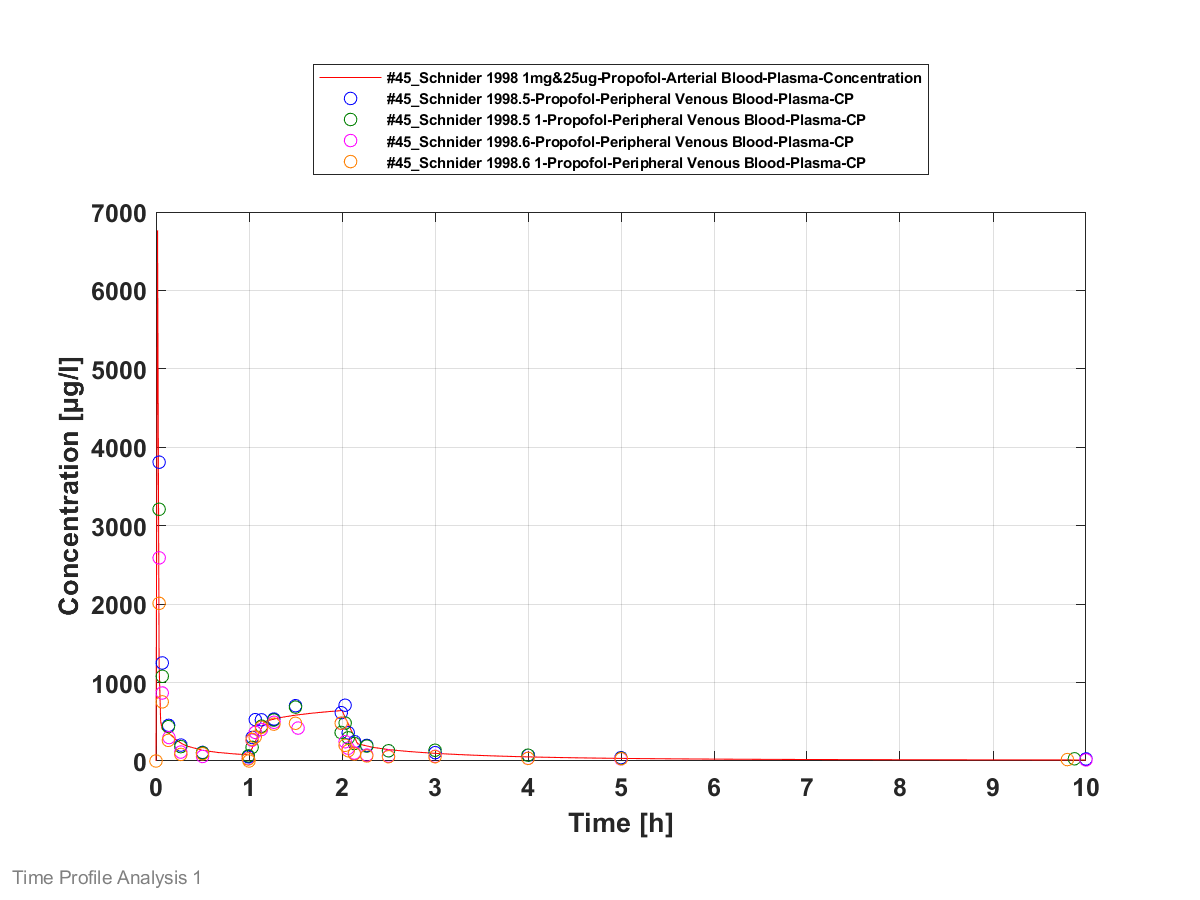 #45_Schnider 1998 1mg&25ug-Propofol-Arterial Blood-Plasma-Concentration
#45_Schnider 1998.5-Propofol-Peripheral Venous Blood-Plasma-CP
#45_Schnider 1998.5 1-Propofol-Peripheral Venous Blood-Plasma-CP
#45_Schnider 1998.6-Propofol-Peripheral Venous Blood-Plasma-CP
#45_Schnider 1998.6 1-Propofol-Peripheral Venous Blood-Plasma-CP
7000
6000
5000
4000
3000
2000
1000
0
Concentration [µg/l]
0 1 2 3 4 5 6 7 8 9 10
Time [h]
Time Profile Analysis 1